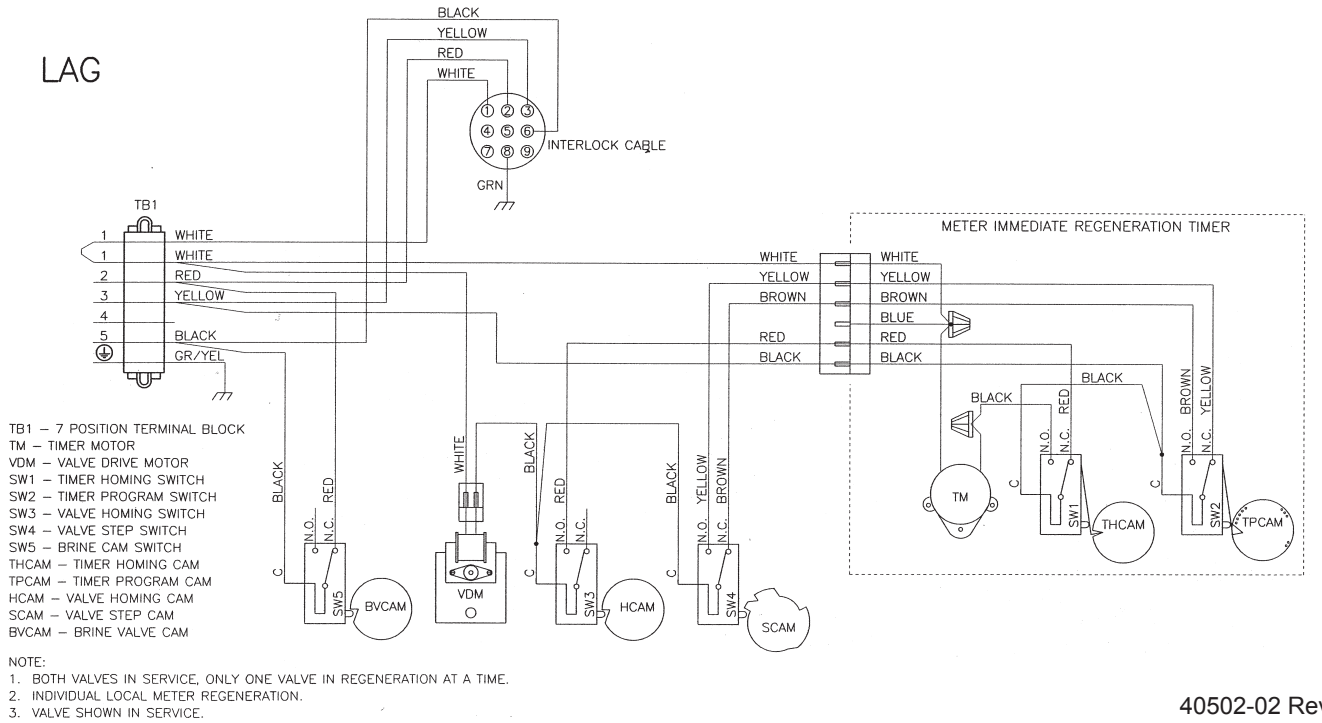 LAG
BLACK
YELLOW
RED
WHITE
1 2 3
4 5 6
7 8 9
INTERLOCK CABLE
GRN
TB1
1 WHITE
1 WHITE
2 RED
3 YELLOW
4
5 BLACK
GR/YEL
METER IMMEDIATE REGENERATION TIMER
WHITE WHITE
YELLOW YELLOW
BROWN BROWN
BLUE
RED RED
BLACK BLACK
BLACK
BLACK
RED
BROWN
YELLOW
N.O.
N.C.
N.O.
N.C.
C
C
TM
SW1
THCAM
SW2
TPCAM
BLACK
RED
WHITE
BLACK
RED
BLACK
YELLOW
BROWN
N.O.
N.C.
N.O.
N.C.
N.O.
N.C.
C
C
C
SW5
BVCAM
VDM
SW3
HCAM
SW4
SCAM
TB1 – 7 POSITION TERMINAL BLOCK
TM – TIMER MOTOR
VDM – VALVE DRIVE MOTOR
SW1 – TIMER HOMING SWITCH
SW2 – TIMER PROGRAM SWITCH
SW3 – VALVE HOMING SWITCH
SW4 – VALVE STEP SWITCH
SW5 – BRINE CAM SWITCH
THCAM – TIMER HOMING CAM
TPCAM – TIMER PROGRAM CAM
HCAM – VALVE HOMING CAM
SCAM – VALVE STEP CAM
BVCAM – BRINE VALVE CAM
NOTE:
1. BOTH VALVES IN SERVICE, ONLY ONE VALVE IN REGENERATION AT A TIME.
2. INDIVIDUAL LOCAL METER REGENERATION.
3. VALVE SHOWN IN SERVICE.
40502-02 Rev